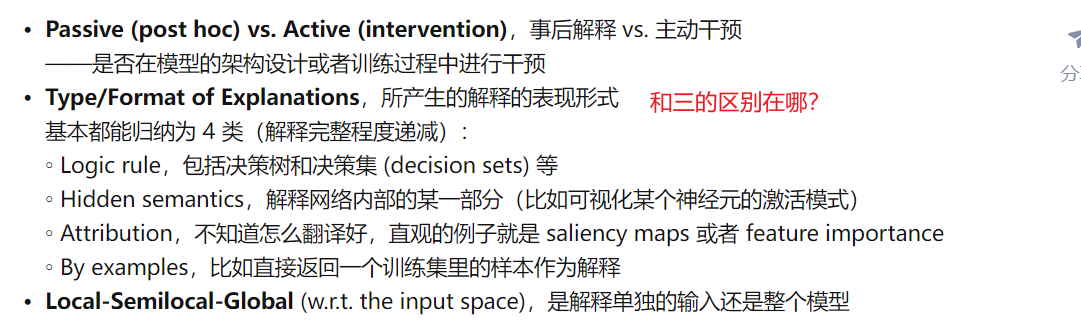 • Passive (post hoc) vs. Active (intervention)，事后解释 vs. 主动干预
——是否在模型的架构设计或者训练过程中进行干预
• Type/Format of Explanations，所产生的解释的表现形式 和三的区别在哪？
基本都能归纳为 4 类（解释完整程度递减）：
◦ Logic rule，包括决策树和决策集 (decision sets) 等
◦ Hidden semantics，解释网络内部的某一部分（比如可视化某个神经元的激活模式）
◦ Attribution，不知道怎么翻译好，直观的例子就是 saliency maps 或者 feature importance
◦ By examples，比如直接返回一个训练集里的样本作为解释
• Local-Semilocal-Global (w.r.t. the input space)，是解释单独的输入还是整个模型